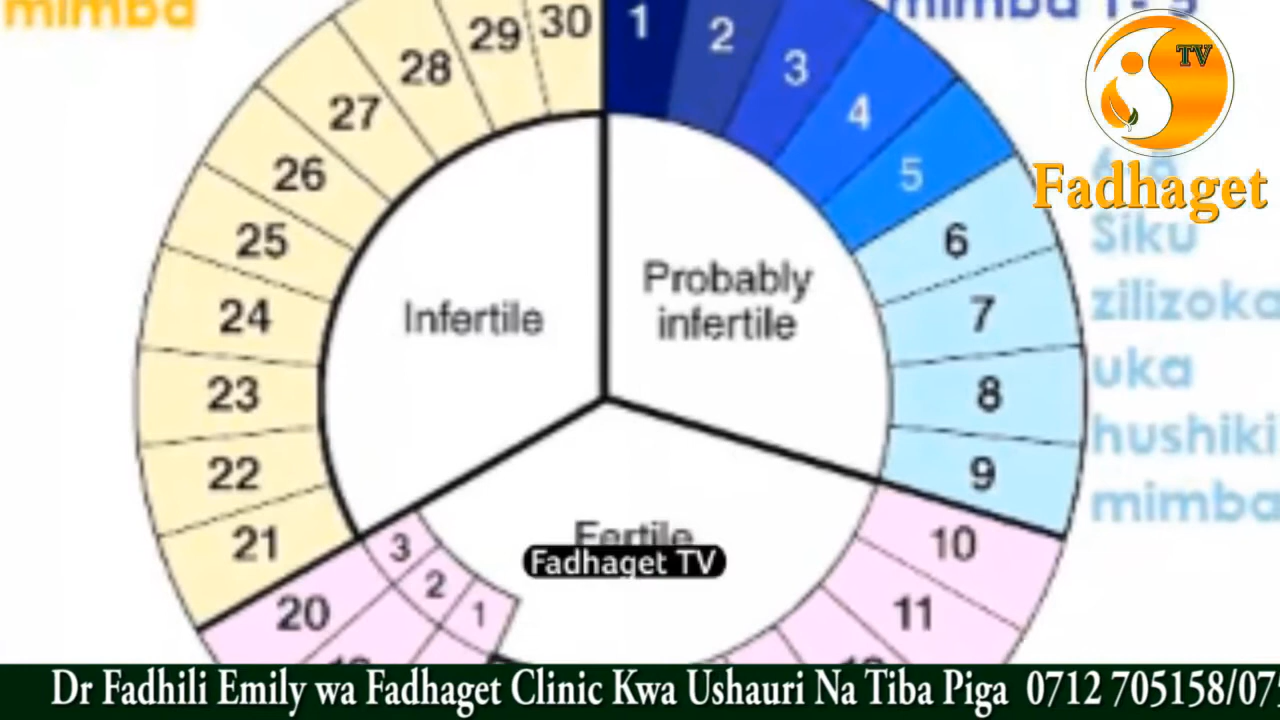 mimba
30
1
29
2
28
3
27
4
26
5
25
6
24
7
23
8
22
9
21
10
20
11
3
2
1
Infertile
Probably
infertile
Fertile
Siku
zilizoka
uka
hushiki
mimba
TV
Fadhaget
Fadhaget TV
Dr Fadhili Emily wa Fadhaget Clinic Kwa Ushauri Na Tiba Piga 0712 705158/075